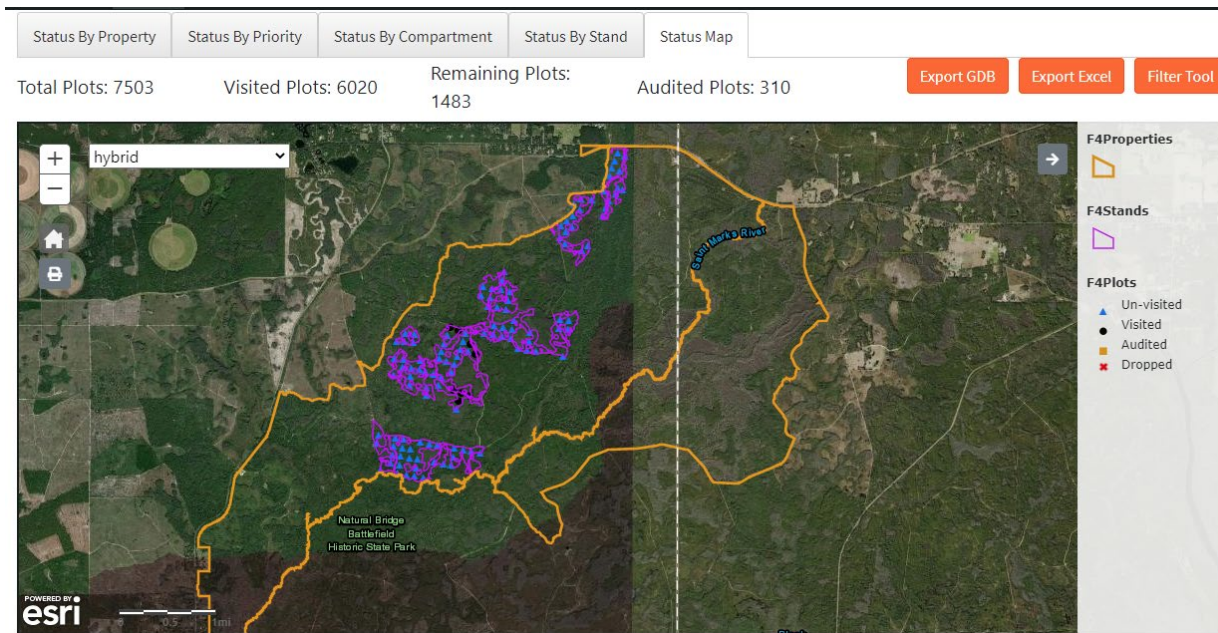 Status By Property
Status By Priority
Status By Compartment
Status By Stand
Status Map
Total Plots: 7503
Visited Plots: 6020
Remaining Plots:
1483
Audited Plots: 310
Export GDB
Export Excel
Filter Tool
+
−
hybrid
Saint Marks River
Natural Bridge
Battlefield
Historic State Park
POWERED BY
esri
0 0.5 1mi
F4Properties
F4Stands
F4Plots
Un-visited
Visited
Audited
Dropped